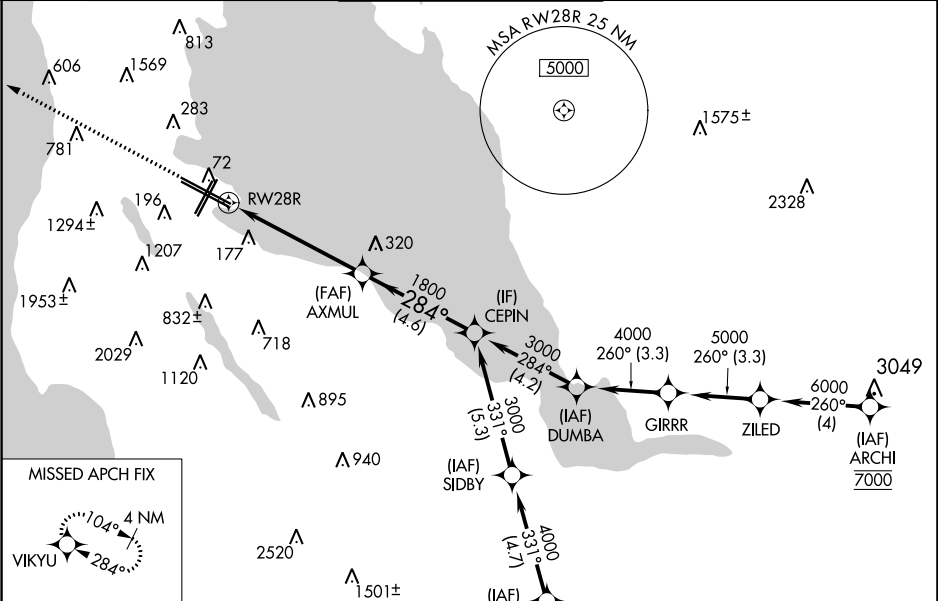 813
606
1569
283
781
72
RW28R
196
1294±
1207
177
1953±
832±
718
2029
1120
320
(FAF)
AXMUL
1800
284°
(4.6)
(IF)
CEPIN
MSA RW28R 25 NM
5000
1575±
2328
3000
284°
(4.2)
(IAF)
DUMBA
4000
260° (3.3)
GIRRR
5000
260° (3.3)
ZILED
6000
260°
(4)
3049
(IAF)
ARCHI
7000
3000
331°
(5.3)
(IAF)
SIDBY
4000
331°
(4.7)
(IAF)
895
940
2520
1501±
MISSED APCH FIX
4 NM
104°
VIKYU
284°